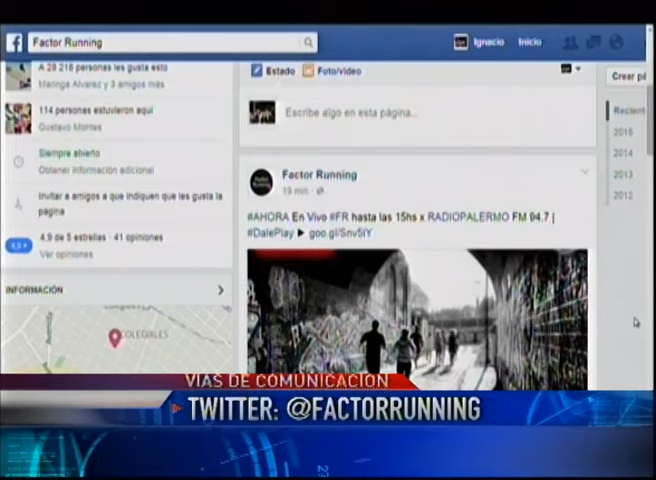 Factor Running
Ignacio Inicio
A 28 218 personas les gusta esto
Maringa Alvarez y 3 amigos más
114 personas estuvieron aquí
Gustavo Montes
Siempre abierto
Obtener información adicional
Invitar a amigos a que indiquen que les gusta la
página
4,9 de 5 estrellas · 41 opiniones
Ver opiniones
INFORMACIÓN
COLEGIALES
Estado Foto/video
Escribe algo en esta página...
Factor Running
19 min ·
#AHORA En Vivo #FR hasta las 15hs x RADIOPALERMO FM 94.7 |
#DalePlay ► goo.gl/Snv5IY
Recient
2015
2014
2013
2012
VIAS DE COMUNICACION
TWITTER: @FACTORRUNNING